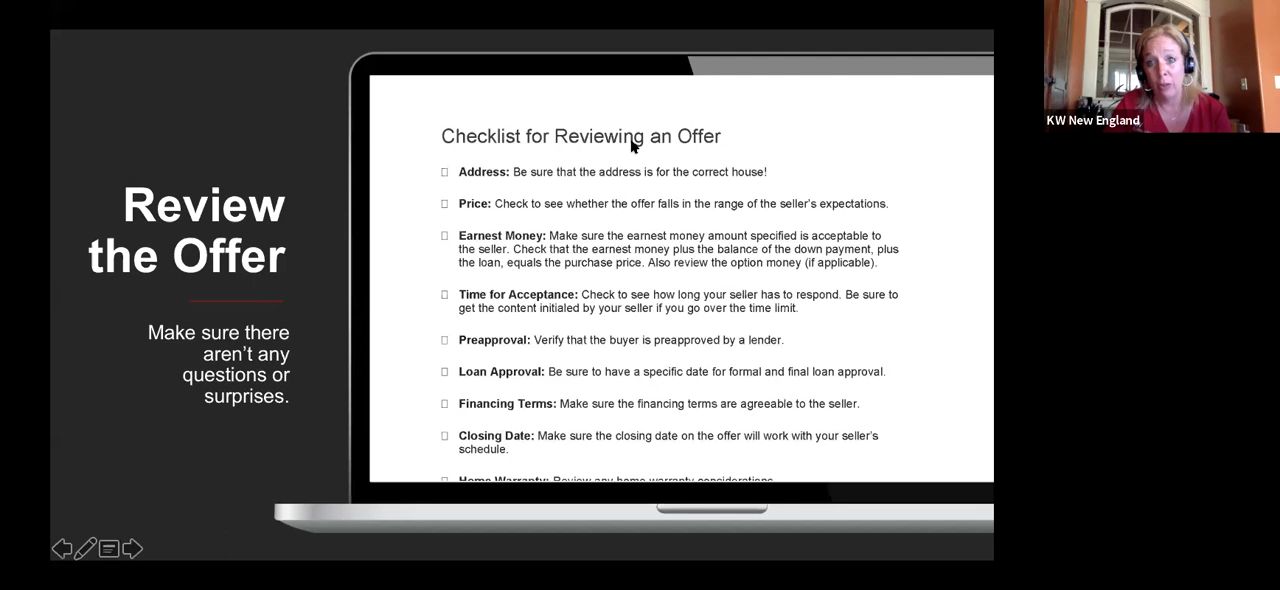 Review
the Offer
Make sure there
aren't any
questions or
surprises.
Checklist for Reviewing an Offer
Address: Be sure that the address is for the correct house!
Price: Check to see whether the offer falls in the range of the seller's expectations.
Earnest Money: Make sure the earnest money amount specified is acceptable to
the seller. Check that the earnest money plus the balance of the down payment, plus
the loan, equals the purchase price. Also review the option money (if applicable).
Time for Acceptance: Check to see how long your seller has to respond. Be sure to
get the content initialed by your seller if you go over the time limit.
Preapproval: Verify that the buyer is preapproved by a lender.
Loan Approval: Be sure to have a specific date for formal and final loan approval.
Financing Terms: Make sure the financing terms are agreeable to the seller.
Closing Date: Make sure the closing date on the offer will work with your seller's
schedule.
Home Warranty: Review any home warranty considerations.
KW New England